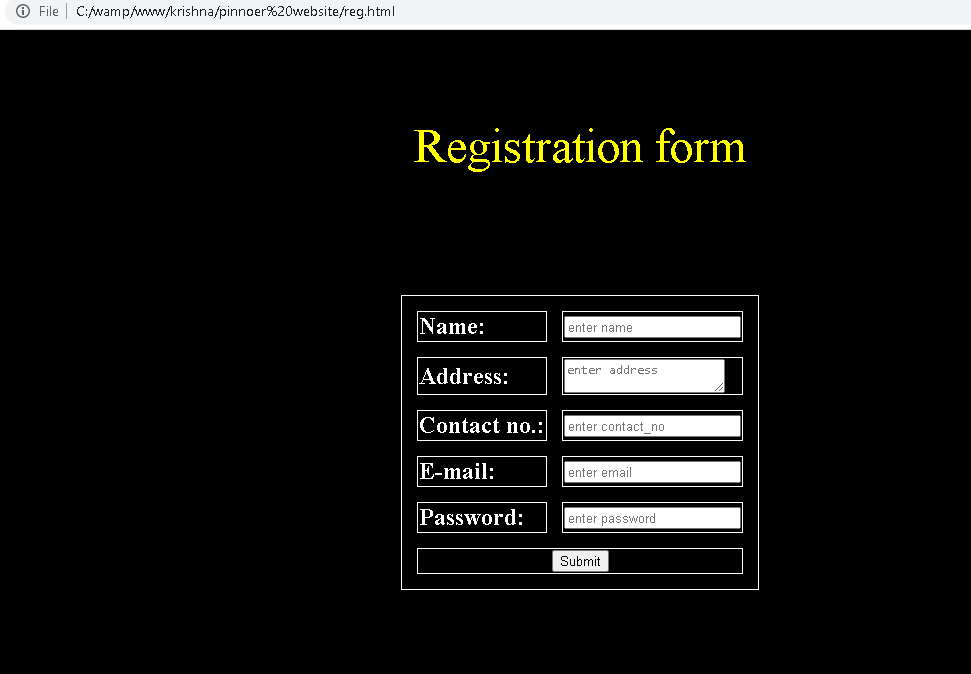 File C:/wamp/www/krishna/pinnoer%20website/reg.html
Registration form
Name: enter name
Address: enter address
Contact no.: enter contact_no
E-mail: enter email
Password: enter password
Submit